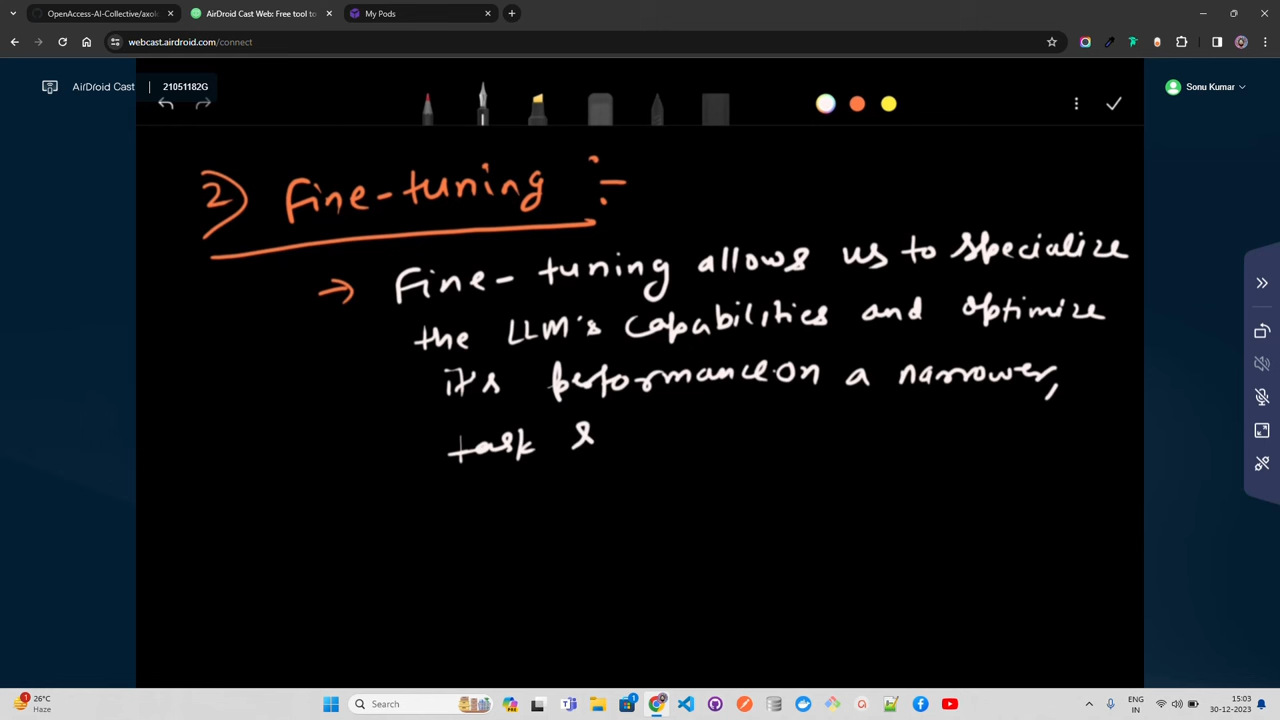 OpenAccess-AI-Collective/axol
AirDroid Cast Web: Free tool to
My Pods
webcast.airdroid.com/connect
AirDroid Cast
21051182G
Sonu Kumar
2) Fine-tuning :-
→ Fine-tuning allows us to specialize
the LLM's capabilities and optimize
it's performance on a narrower,
task s
26°C
Haze
Search
ENG
IN
15:03
30-12-2023